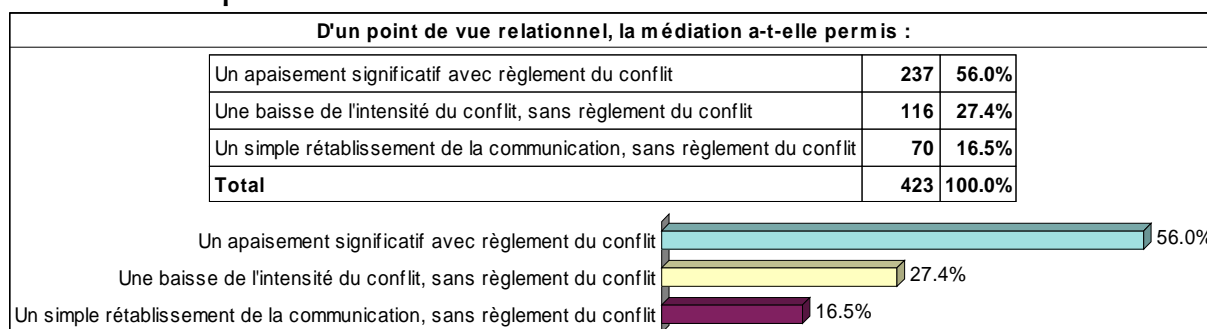 D'un point de vue relationnel, la médiation a-t-elle permis :
Un apaisement significatif avec règlement du conflit 237 56.0%
Une baisse de l'intensité du conflit, sans règlement du conflit 116 27.4%
Un simple rétablissement de la communication, sans règlement du conflit 70 16.5%
Total 423 100.0%
Un apaisement significatif avec règlement du conflit 56.0%
Une baisse de l'intensité du conflit, sans règlement du conflit 27.4%
Un simple rétablissement de la communication, sans règlement du conflit 16.5%